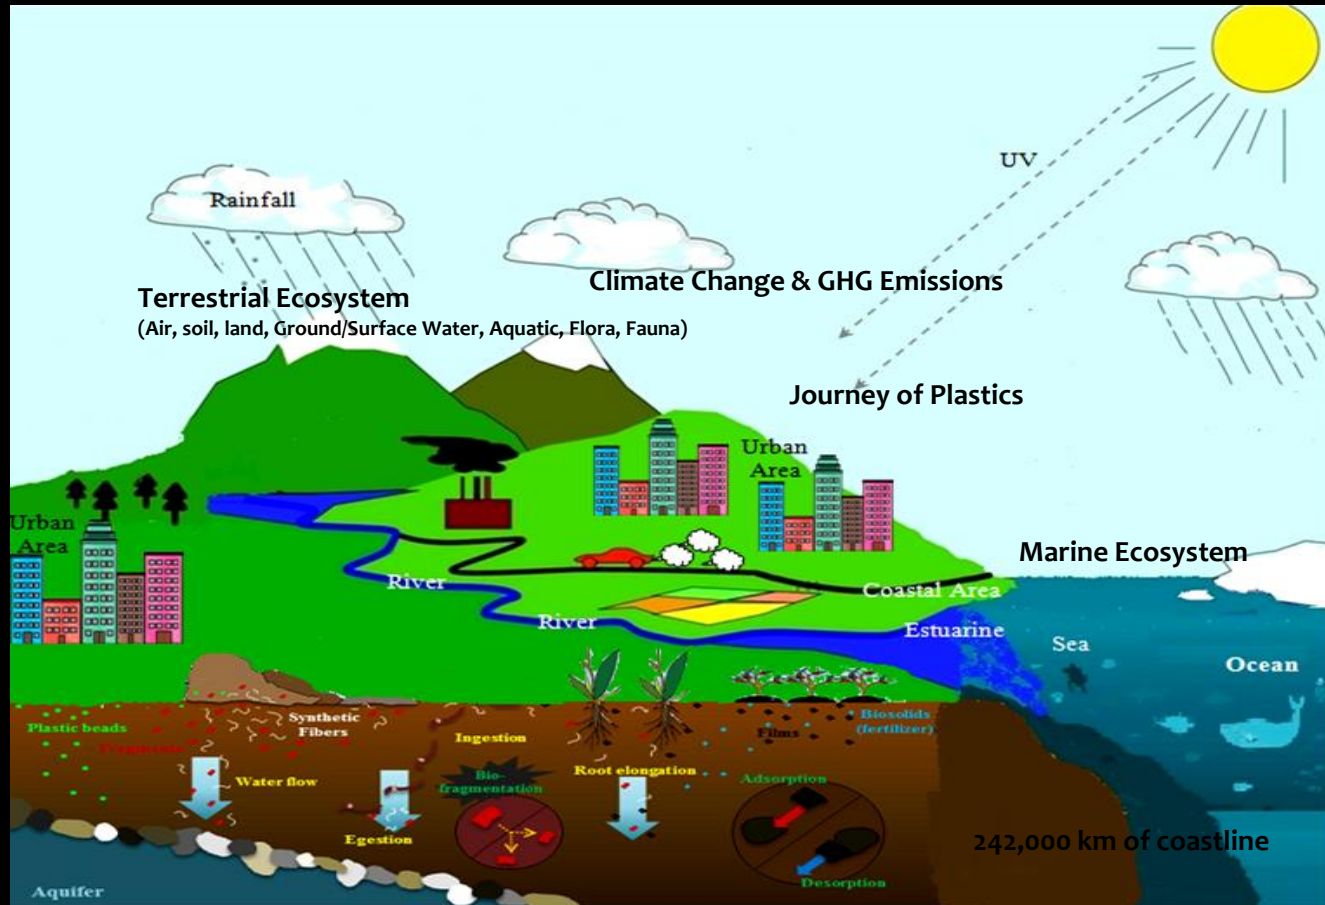 UV
Rainfall
Climate Change & GHG Emissions
Terrestrial Ecosystem
(Air, soil, land, Ground/Surface Water, Aquatic, Flora, Fauna)
Journey of Plastics
Urban
Area
Urban
Area
Marine Ecosystem
River
Coastal Area
River
Estuarine
Sea
Ocean
Plastic beads
Fragments
Synthetic
Fibers
Ingestion
Films
Biosolids
(fertilizer)
Water flow
Bio-
fragmentation
Root elongation
Adsorption
Egestion
242,000 km of coastline
Desorption
Aquifer